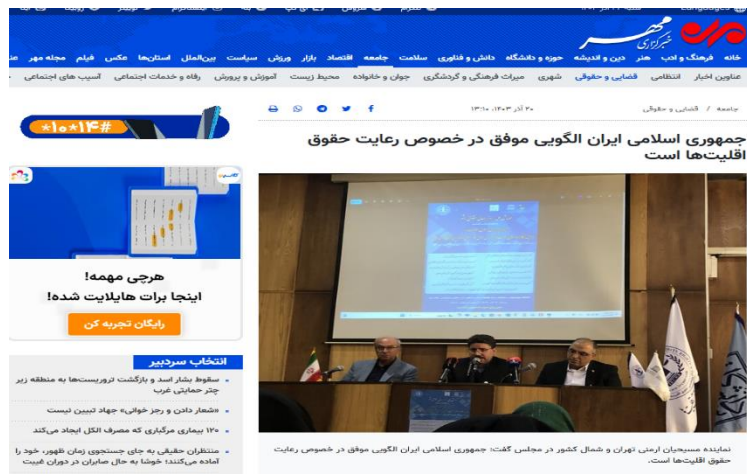 خبرگزاری مهر
خانه فرهنگ و ادب هنر دین و اندیشه حوزه و دانشگاه دانش و فناوری سلامت جامعه اقتصاد بازار ورزش سیاست بین‌الملل استان‌ها عکس فیلم مجله مهر
عناوین اخبار انتظامی قضایی و حقوقی شهری میراث فرهنگی و گردشگری جوان و خانواده محیط زیست آموزش و پرورش رفاه و خدمات اجتماعی آسیب های اجتماعی
جامعه / قضایی و حقوقی
۲۰ آذر ۱۴۰۳، ۱۳:۱۰
جمهوری اسلامی ایران الگویی موفق در خصوص رعایت حقوق
اقلیت‌ها است
نماینده مسیحیان ارمنی تهران و شمال کشور در مجلس گفت: جمهوری اسلامی ایران الگویی موفق در خصوص رعایت
حقوق اقلیت‌ها است.
*۱۰*۱۴#
هرچی مهمه!
اینجا برات هایلایت شده!
رایگان تجربه کن
انتخاب سردبیر
سقوط بشار اسد و بازگشت تروریست‌ها به منطقه زیر
چتر حمایتی غرب
«شعار دادن و رجز خوانی» جهاد تبیین نیست
۱۲۰ بیماری مرگباری که مصرف الکل ایجاد می‌کند
منتظران حقیقی به جای جستجوی زمان ظهور، خود را
آماده می‌کنند؛ خوشا به حال صابران در دوران غیبت